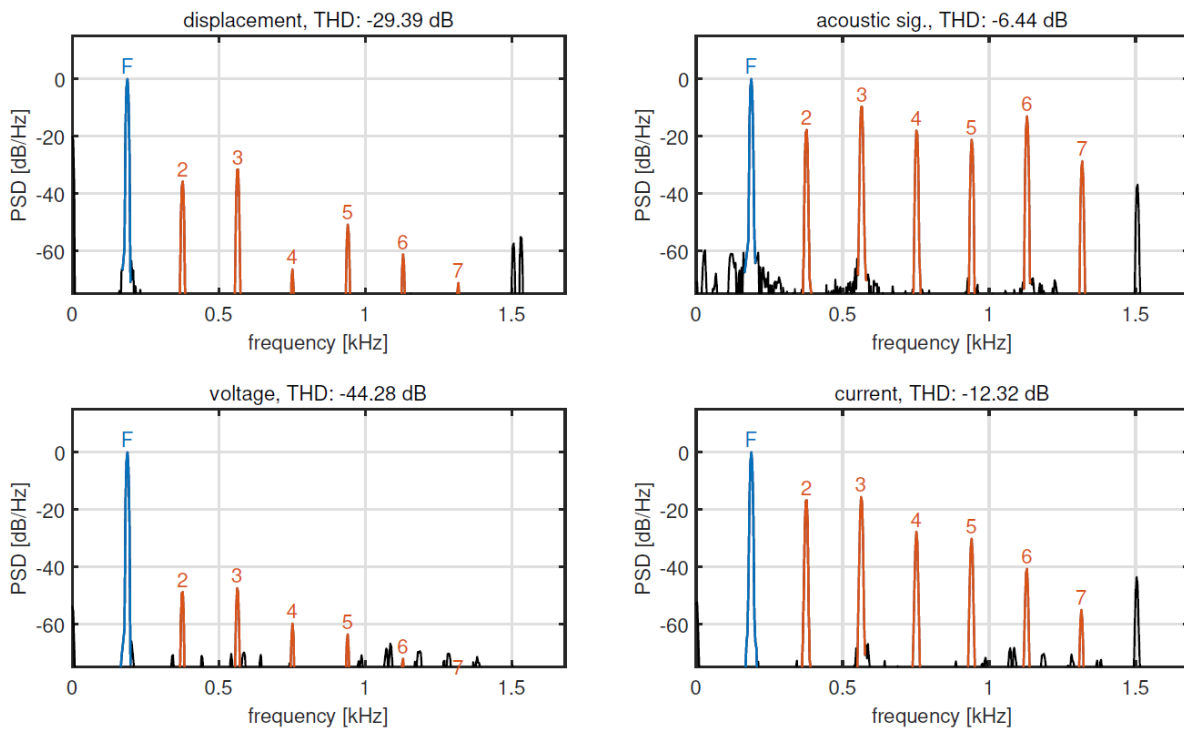 displacement, THD: -29.39 dB
PSD [dB/Hz]
0
-20
-40
-60
F
2
3
4
5
6
7
0 0.5 1 1.5
frequency [kHz]
acoustic sig., THD: -6.44 dB
PSD [dB/Hz]
0
-20
-40
-60
F
2
3
4
5
6
7
0 0.5 1 1.5
frequency [kHz]
voltage, THD: -44.28 dB
PSD [dB/Hz]
0
-20
-40
-60
F
2
3
4
5
6
7
0 0.5 1 1.5
frequency [kHz]
current, THD: -12.32 dB
PSD [dB/Hz]
0
-20
-40
-60
F
2
3
4
5
6
7
0 0.5 1 1.5
frequency [kHz]